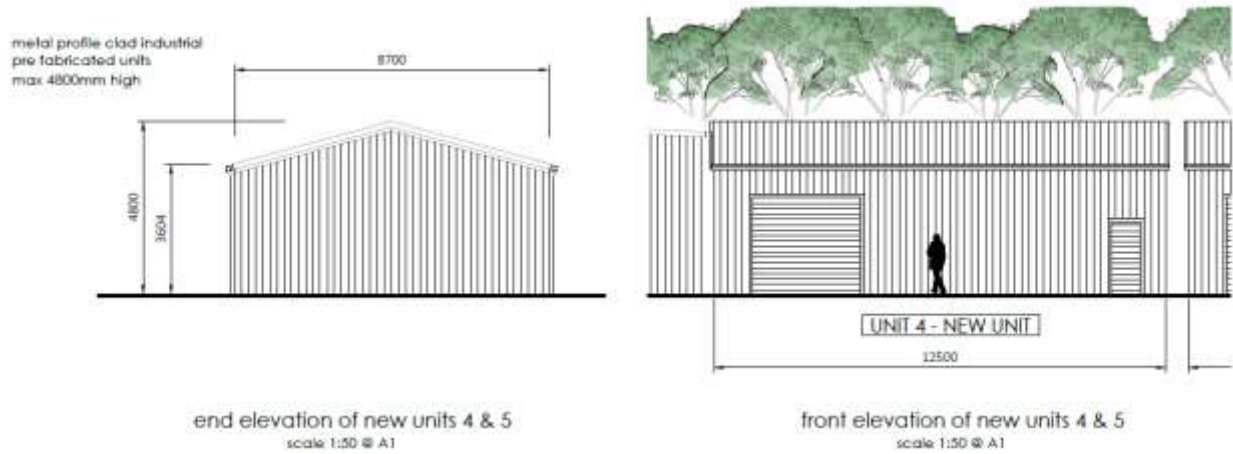 metal profile clad industrial
pre fabricated units
max 4800mm high
8700
4800
3604
UNIT 4 - NEW UNIT
12500
end elevation of new units 4 & 5
scale 1:50 @ A1
front elevation of new units 4 & 5
scale 1:50 @ A1